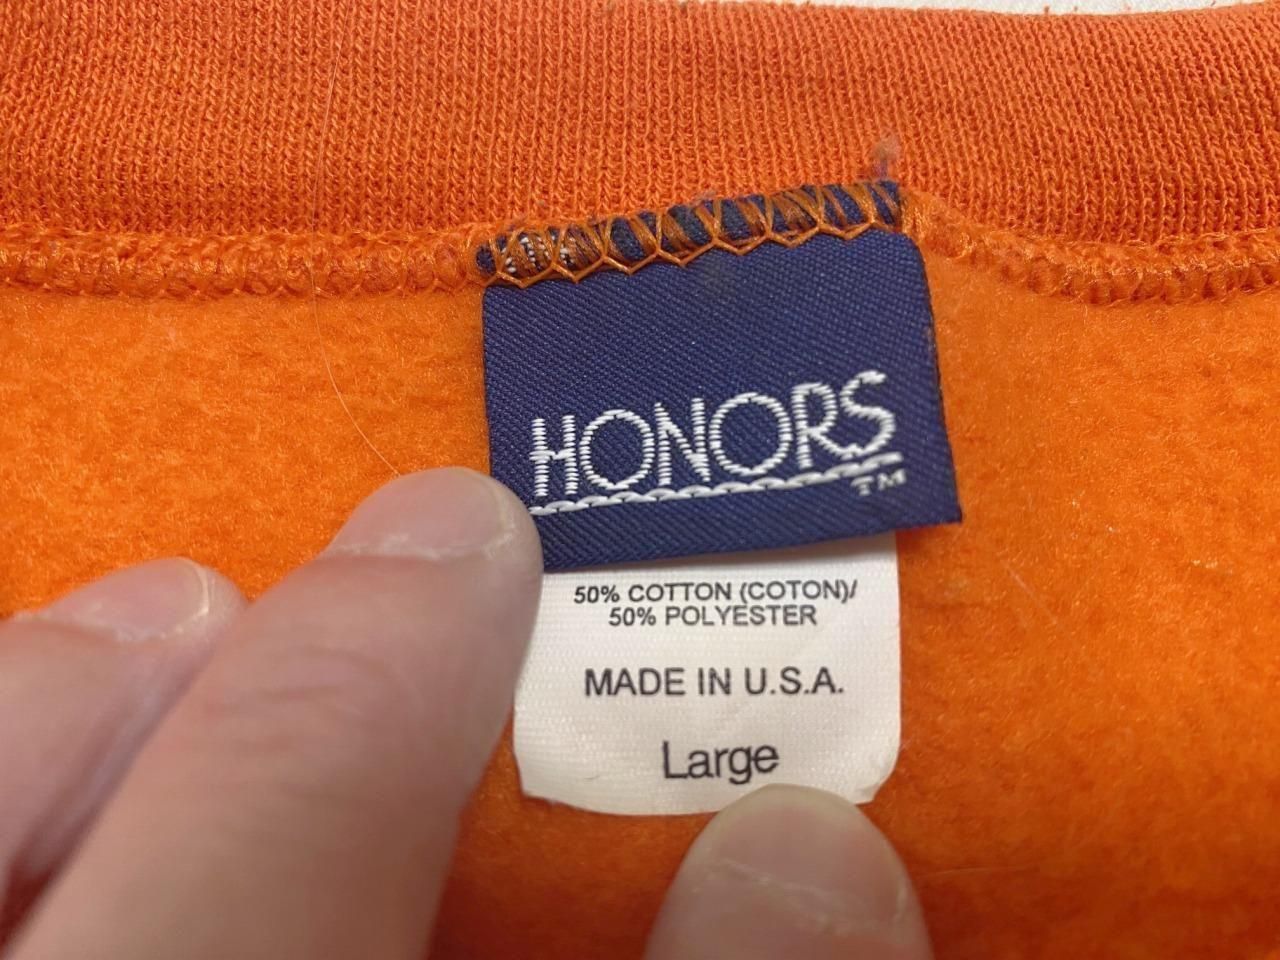 HONORS
TM
50% COTTON (COTON)/
50% POLYESTER
MADE IN U.S.A.
Large